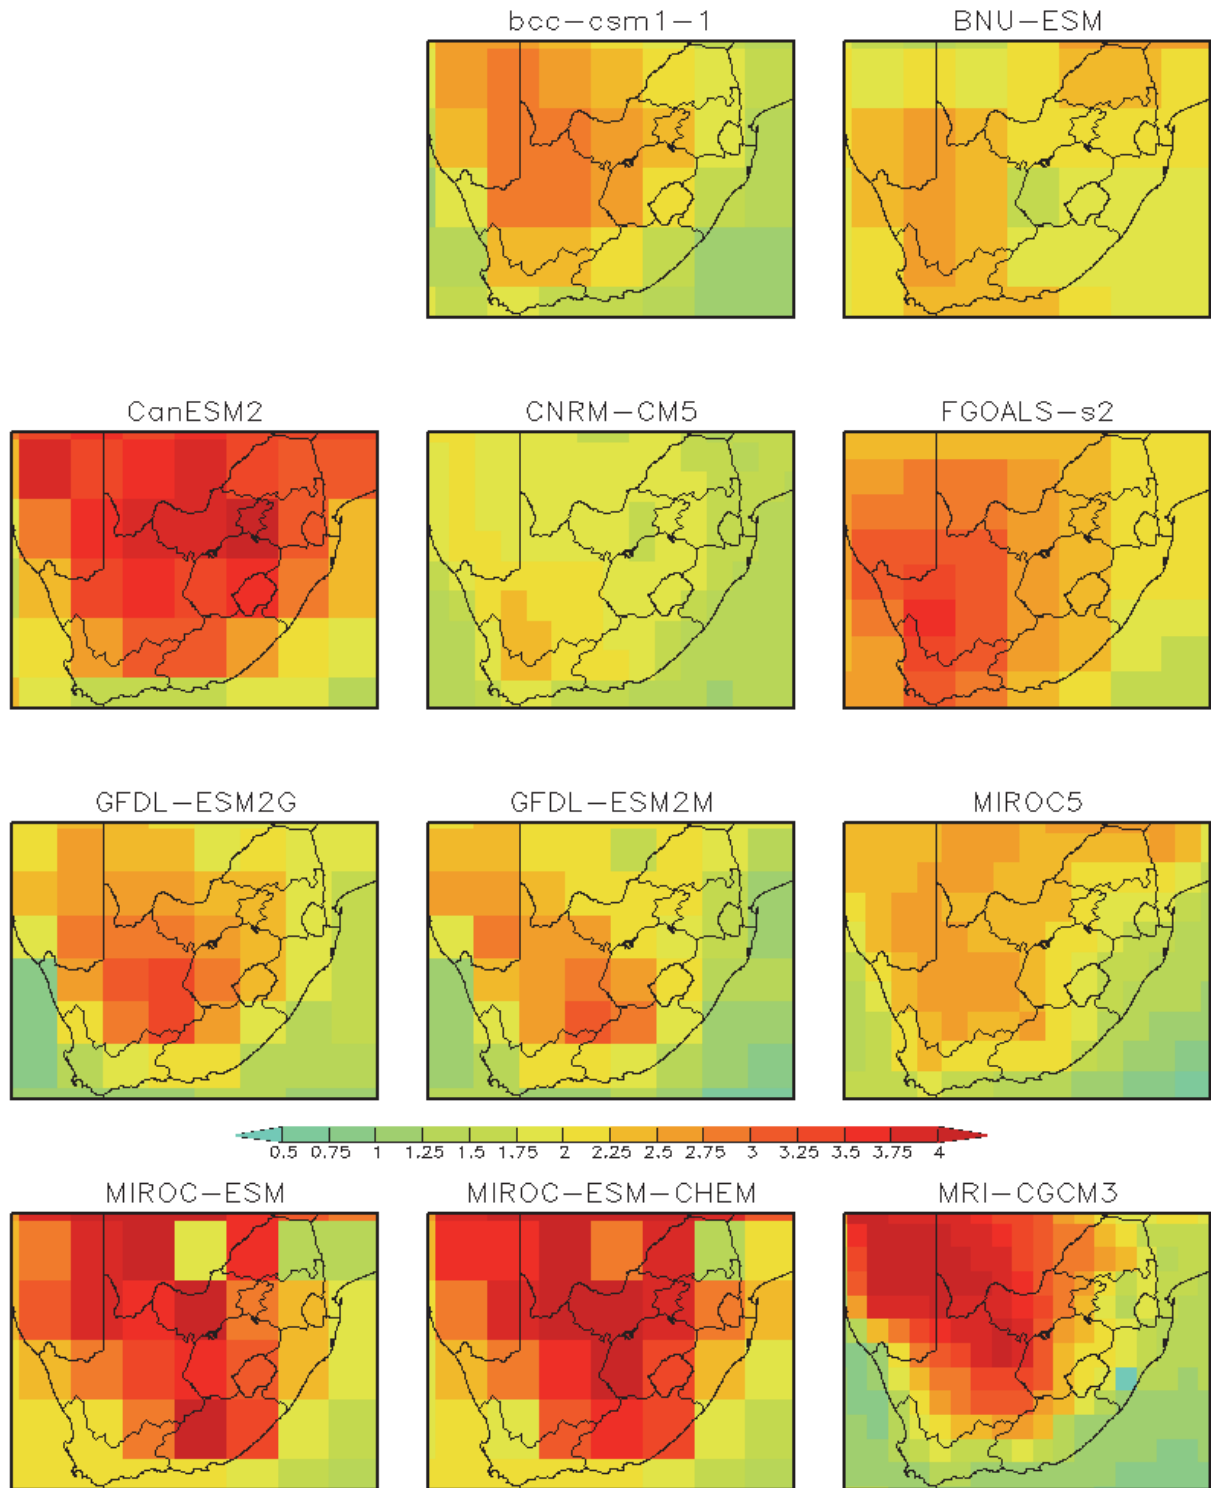 bcc-csm1-1
BNU-ESM
CanESM2
CNRM-CM5
FGOALS-s2
GFDL-ESM2G
GFDL-ESM2M
MIROC5
0.5 0.75 1 1.25 1.5 1.75 2 2.25 2.5 2.75 3 3.25 3.5 3.75 4
MIROC-ESM
MIROC-ESM-CHEM
MRI-CGCM3